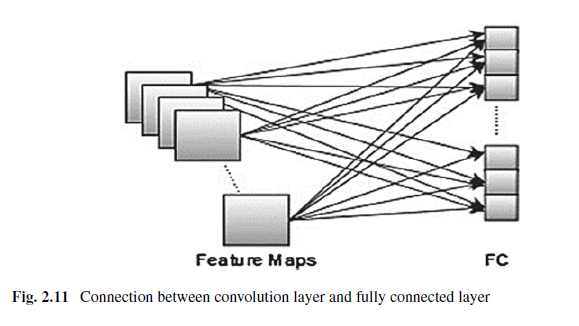 Feature Maps
FC
Fig. 2.11 Connection between convolution layer and fully connected layer